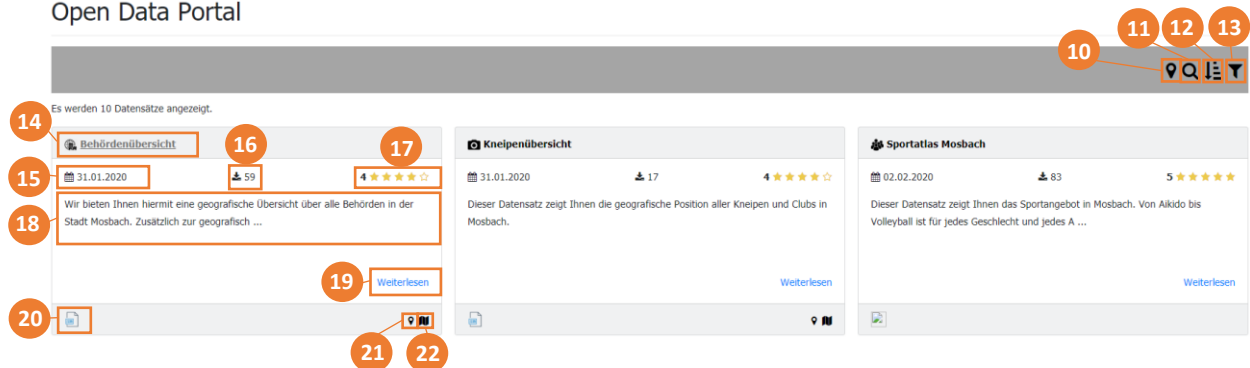 Open Data Portal
10 11 12 13
Es werden 10 Datensätze angezeigt.
14 Behördenübersicht
Kneipenübersicht
Sportatlas Mosbach
15 31.01.2020 16 59 17 4
31.01.2020 17 4
02.02.2020 83 5
18 Wir bieten Ihnen hiermit eine geografische Übersicht über alle Behörden in der
Stadt Mosbach. Zusätzlich zur geografisch ...
Dieser Datensatz zeigt Ihnen die geografische Position aller Kneipen und Clubs in
Mosbach.
Dieser Datensatz zeigt Ihnen das Sportangebot in Mosbach. Von Aikido bis
Volleyball ist für jedes Geschlecht und jedes A ...
19 Weiterlesen
Weiterlesen
Weiterlesen
20
21 22